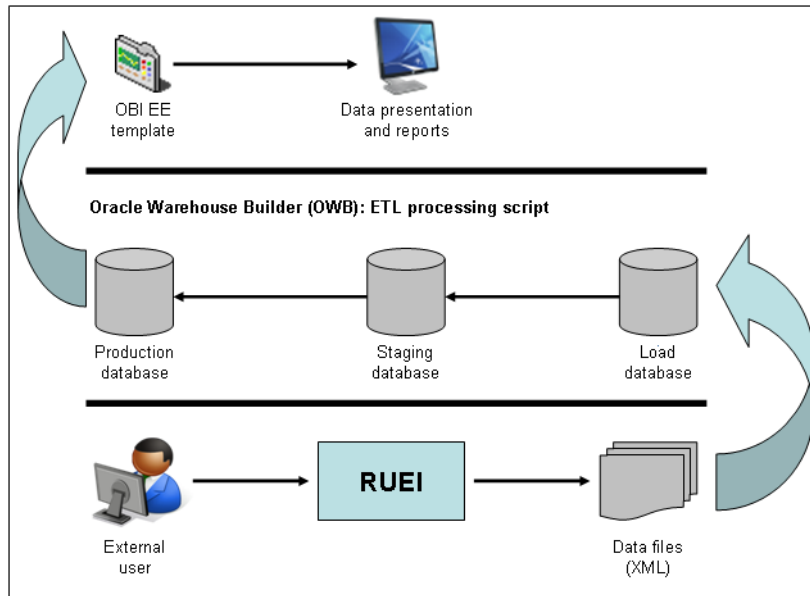 OBI EE
template
Data presentation
and reports
Oracle Warehouse Builder (OWB): ETL processing script
Production
database
Staging
database
Load
database
RUEI
External
user
Data files
(XML)